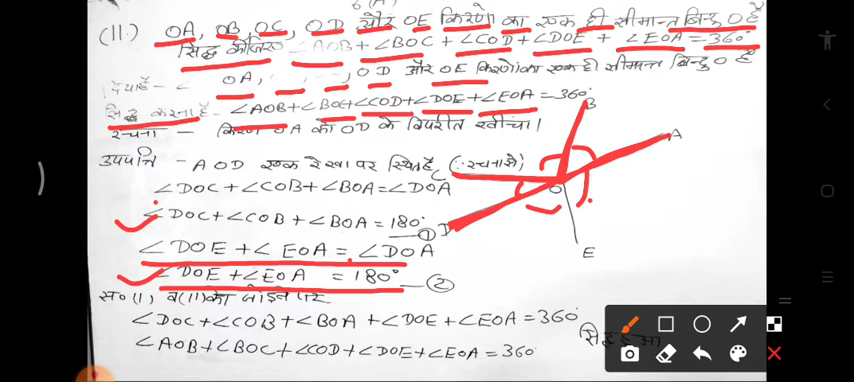 (11.) OA, OB, OC, OD और OE किरणों का एक ही सीमान्त बिन्दु O है
सिद्ध कीजिए - ∠AOB + ∠BOC + ∠COD + ∠DOE + ∠EOA = 360°
दिया है - OA, OD और OE किरणों का एक ही सीमान्त बिन्दु O है
सिद्ध करना है - ∠AOB + ∠BOC + ∠COD + ∠DOE + ∠EOA = 360°
रचना - किरण OA को OD के विपरीत खींचा।
उपपत्ति - AOD एक रेखा पर स्थित है (∵ रचना से)
∠DOC + ∠COB + ∠BOA = ∠DOA
∠DOC + ∠COB + ∠BOA = 180° - ①
∠DOE + ∠EOA = ∠DOA
∠DOE + ∠EOA = 180° - ②
स० (1) व (11) को जोड़ने पर
∠DOC + ∠COB + ∠BOA + ∠DOE + ∠EOA = 360°
∠AOB + ∠BOC + ∠COD + ∠DOE + ∠EOA = 360
B
A
C
O
D
E